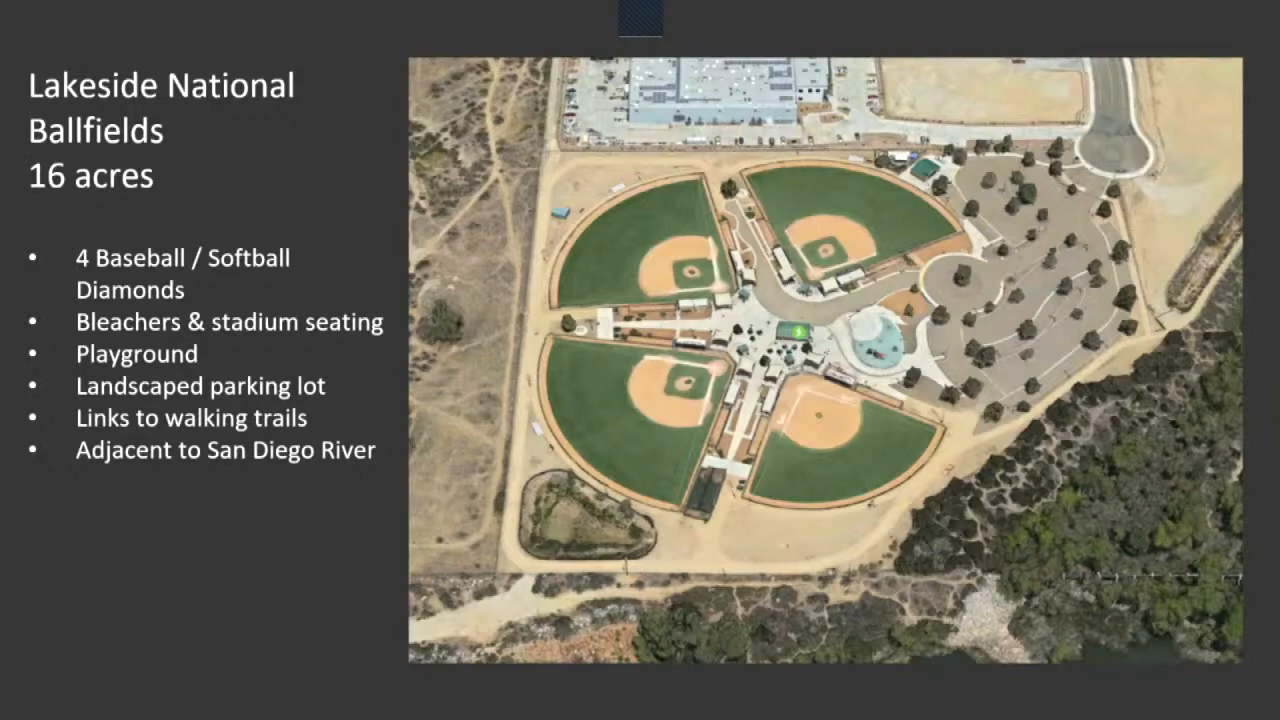 Lakeside National
Ballfields
16 acres
• 4 Baseball / Softball
Diamonds
• Bleachers & stadium seating
• Playground
• Landscaped parking lot
• Links to walking trails
• Adjacent to San Diego River